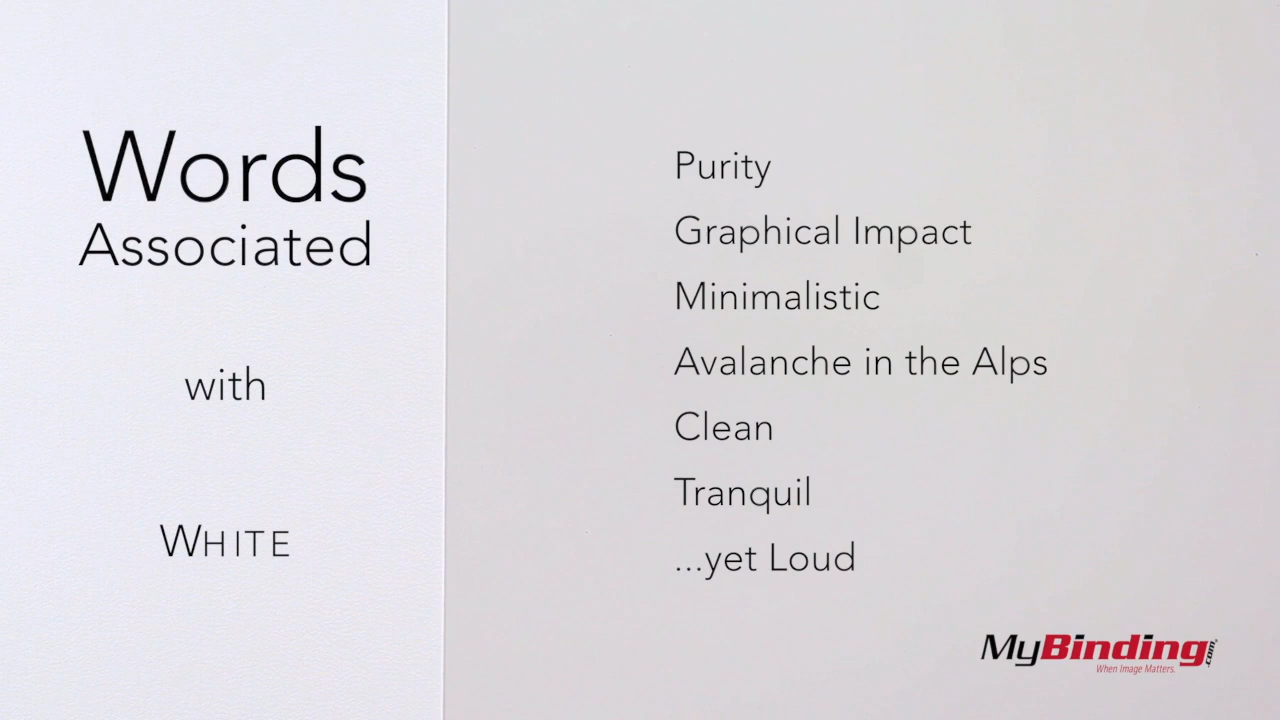 Words
Associated
with
WHITE
Purity
Graphical Impact
Minimalistic
Avalanche in the Alps
Clean
Tranquil
...yet Loud
MyBinding.com®
When Image Matters.